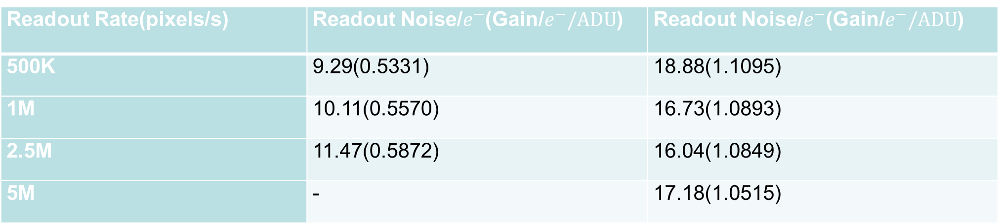 Readout Rate(pixels/s) Readout Noise/e⁻(Gain/e⁻/ADU) Readout Noise/e⁻(Gain/e⁻/ADU)
500K 9.29(0.5331) 18.88(1.1095)
1M 10.11(0.5570) 16.73(1.0893)
2.5M 11.47(0.5872) 16.04(1.0849)
5M - 17.18(1.0515)